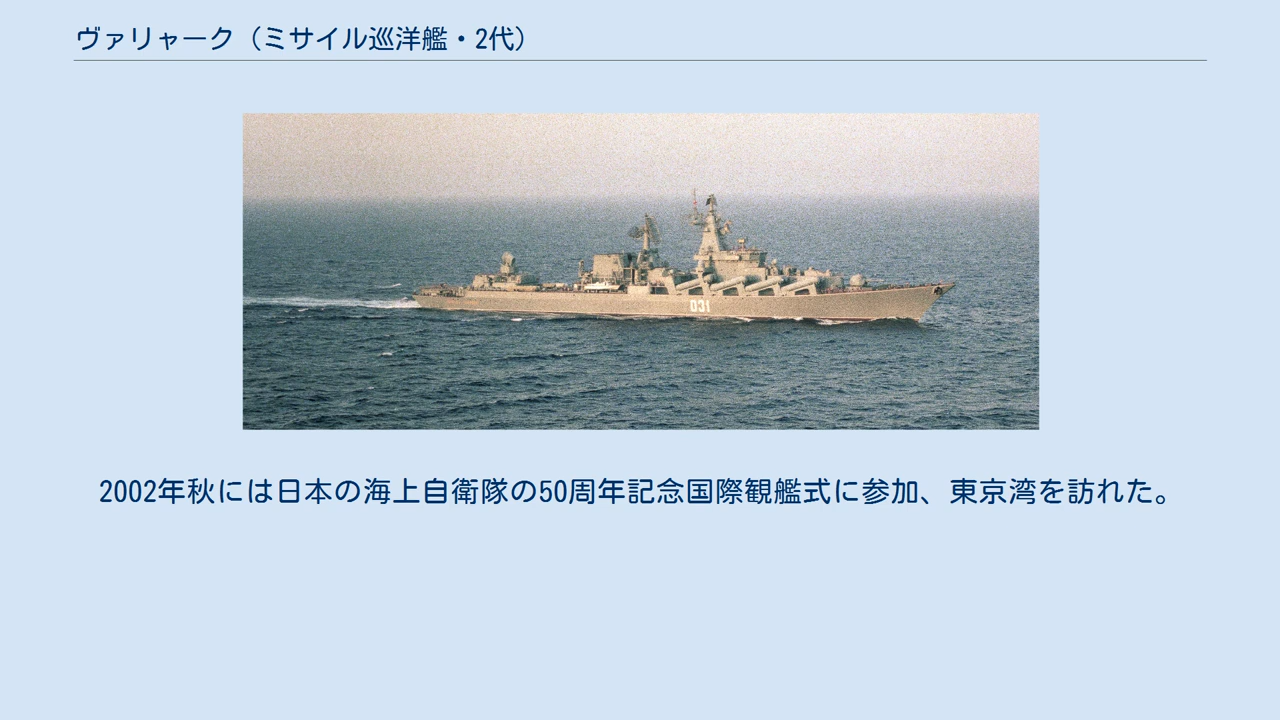 ヴァリャーク（ミサイル巡洋艦・2代）
031
2002年秋には日本の海上自衛隊の50周年記念国際観艦式に参加、東京湾を訪れた。